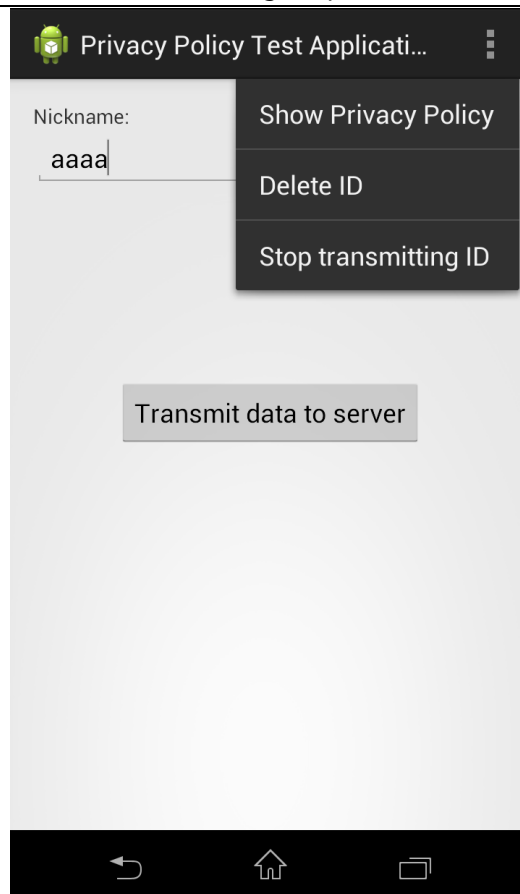 Privacy Policy Test Applicati...
Nickname:
aaaa
Show Privacy Policy
Delete ID
Stop transmitting ID
Transmit data to server